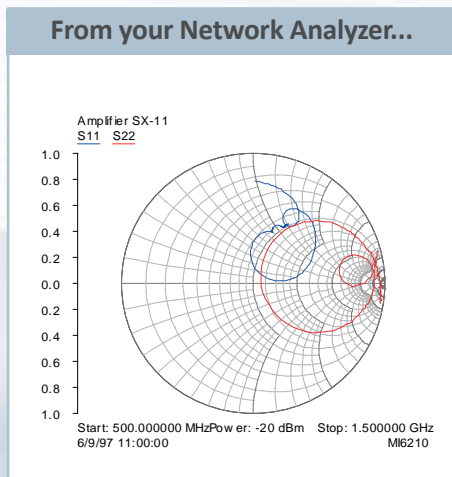 From your Network Analyzer...
Amplifier SX-11
S11 S22
1.0
0.8
0.6
0.4
0.2
0.0
0.2
0.4
0.6
0.8
1.0
Start: 500.000000 MHzPower: -20 dBm Stop: 1.500000 GHz
6/9/97 11:00:00 MI6210